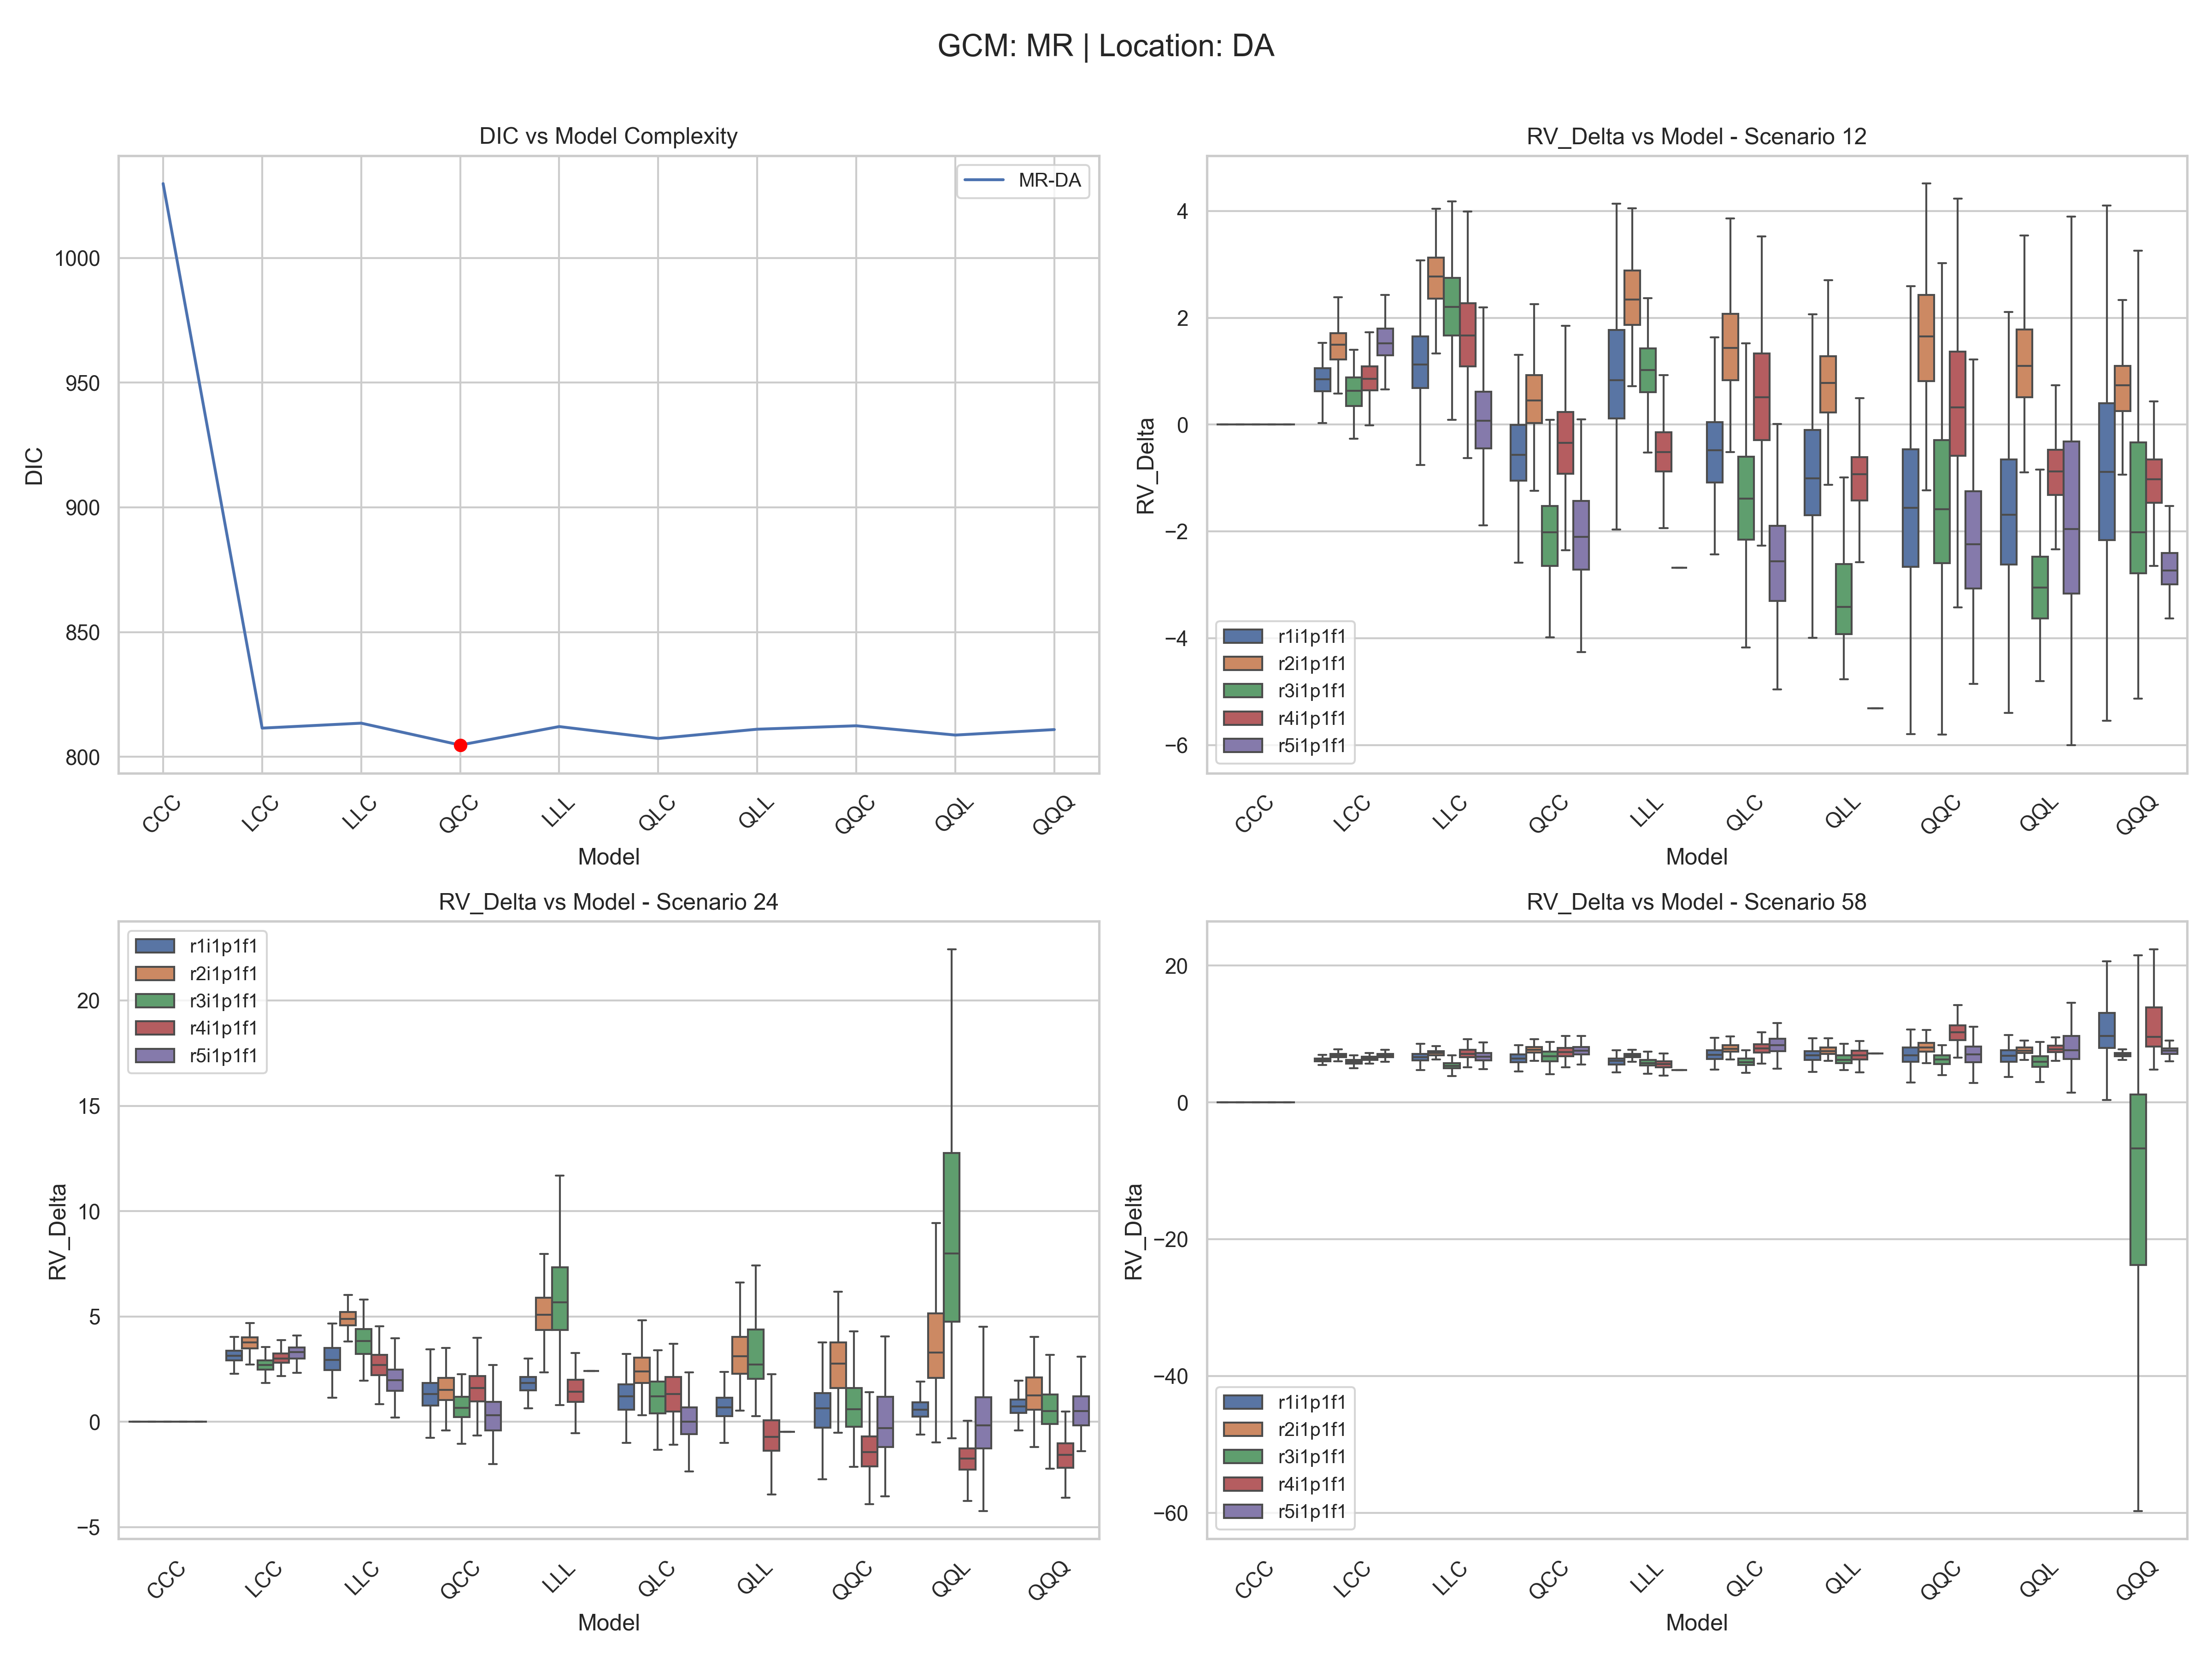 GCM: MR | Location: DA
DIC vs Model Complexity
MR-DA
DIC
1000
950
900
850
800
CCC
LCC
LLC
QCC
LLL
QLC
QLL
QQC
QQL
QQQ
Model
RV_Delta vs Model - Scenario 12
RV_Delta
4
2
0
−2
−4
−6
r1i1p1f1
r2i1p1f1
r3i1p1f1
r4i1p1f1
r5i1p1f1
CCC
LCC
LLC
QCC
LLL
QLC
QLL
QQC
QQL
QQQ
Model
RV_Delta vs Model - Scenario 24
r1i1p1f1
r2i1p1f1
r3i1p1f1
r4i1p1f1
r5i1p1f1
RV_Delta
20
15
10
5
0
−5
CCC
LCC
LLC
QCC
LLL
QLC
QLL
QQC
QQL
QQQ
Model
RV_Delta vs Model - Scenario 58
RV_Delta
20
0
−20
−40
−60
r1i1p1f1
r2i1p1f1
r3i1p1f1
r4i1p1f1
r5i1p1f1
CCC
LCC
LLC
QCC
LLL
QLC
QLL
QQC
QQL
QQQ
Model